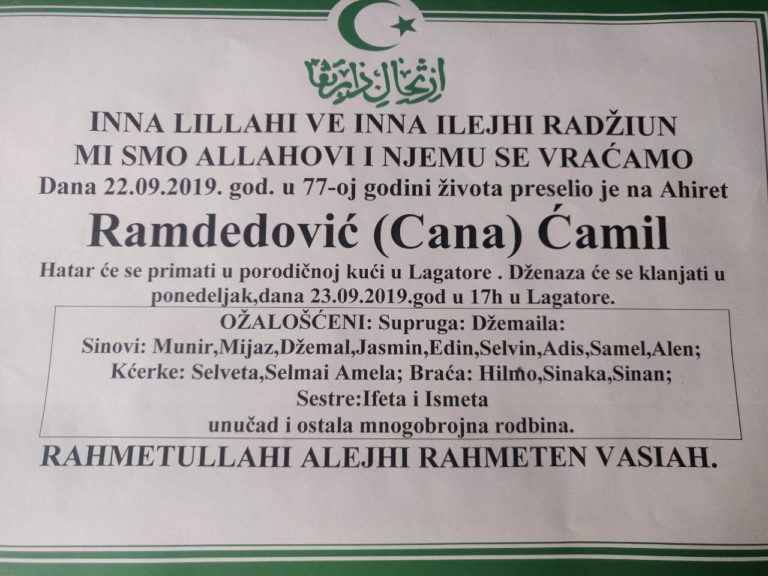 ارتحال دار بقا
INNA LILLAHI VE INNA ILEJHI RADŽIUN
MI SMO ALLAHOVI I NJEMU SE VRAĆAMO
Dana 22.09.2019. god. u 77-oj godini života preselio je na Ahiret
Ramdedović (Cana) Ćamil
Hatar će se primati u porodičnoj kući u Lagatore . Dženaza će se klanjati u
ponedeljak,dana 23.09.2019.god u 17h u Lagatore.
OŽALOŠĆENI: Supruga: Džemaila:
Sinovi: Munir,Mijaz,Džemal,Jasmin,Edin,Selvin,Adis,Samel,Alen;
Kćerke: Selveta,Selmai Amela; Braća: Hilmo,Sinaka,Sinan;
Sestre:Ifeta i Ismeta
unučad i ostala mnogobrojna rodbina.
RAHMETULLAHI ALEJHI RAHMETEN VASIAH.